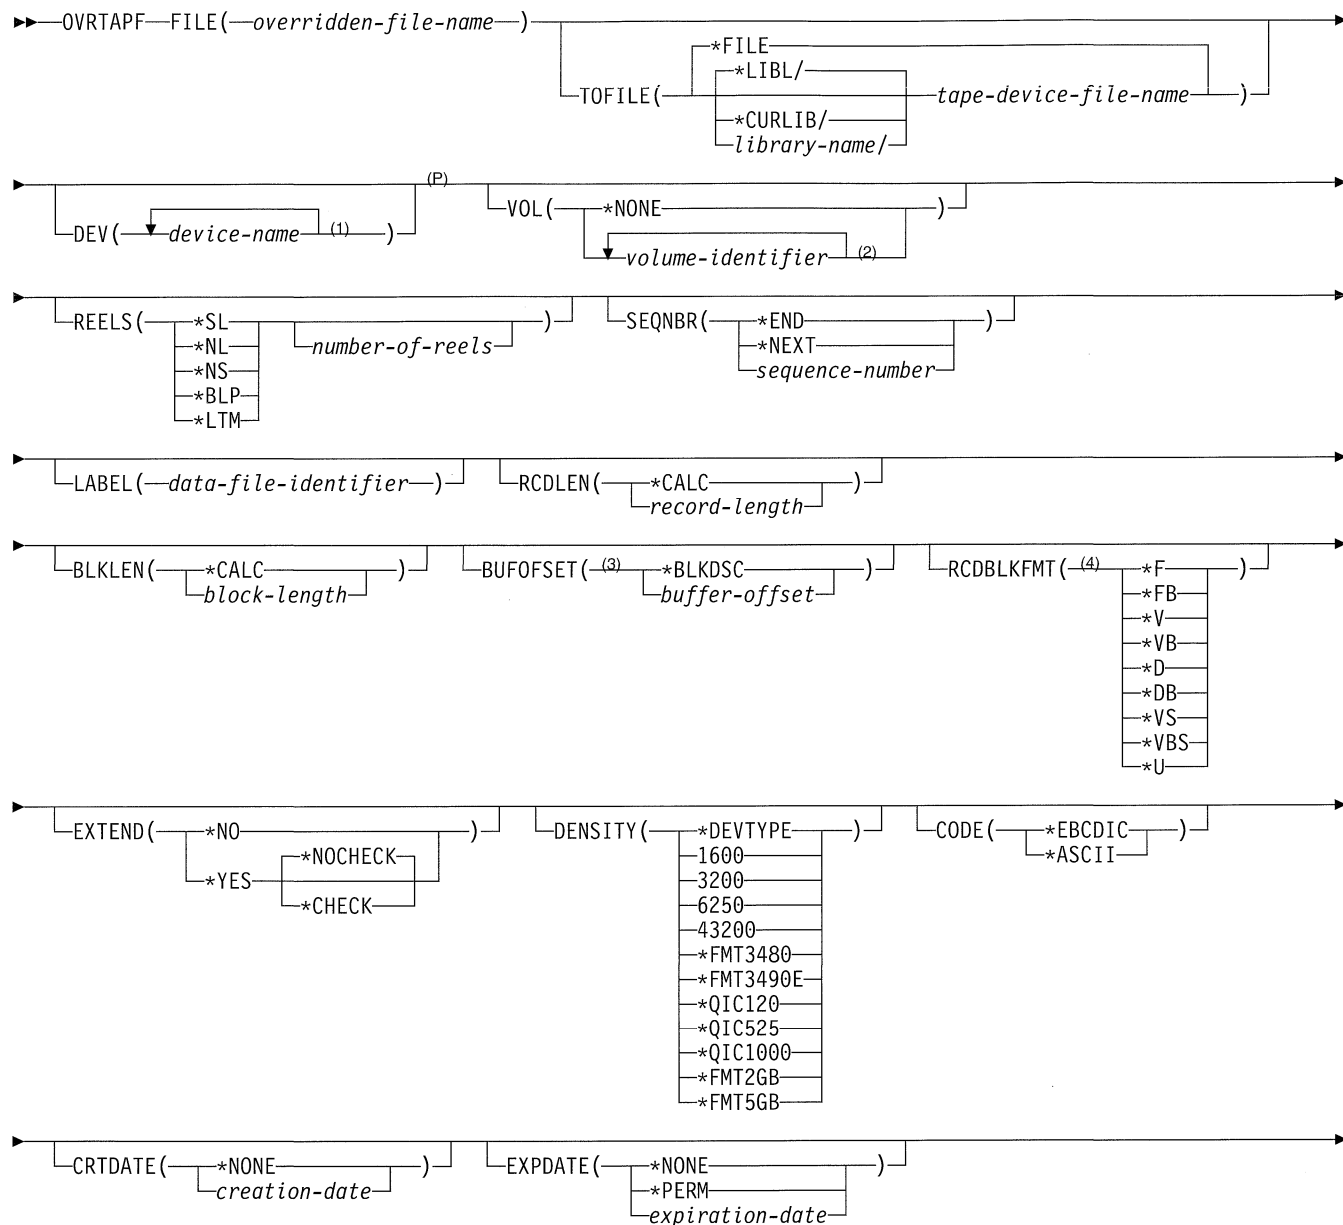 OVRTAPF FILE( overridden-file-name )
*FILE
*LIBL/
TOFILE( tape-device-file-name )
*CURLIB/
library-name/
(P)
DEV( device-name (1) )
VOL( *NONE )
volume-identifier (2)
REELS( *SL )
number-of-reels
*NL
*NS
*BLP
*LTM
SEQNBR( *END )
*NEXT
sequence-number
LABEL( data-file-identifier )
RCDLEN( *CALC )
record-length
BLKLEN( *CALC )
block-length
BUFOFSET( (3) *BLKDSC )
buffer-offset
RCDBLKFMT( (4) *F )
*FB
*V
*VB
*D
*DB
*VS
*VBS
*U
EXTEND( *NO )
*NOCHECK
*YES
*CHECK
DENSITY( *DEVTYPE )
1600
3200
6250
43200
*FMT3480
*FMT3490E
*QIC120
*QIC525
*QIC1000
*FMT2GB
*FMT5GB
CODE( *EBCDIC )
*ASCII
CRTDATE( *NONE )
creation-date
EXPDATE( *NONE )
*PERM
expiration-date